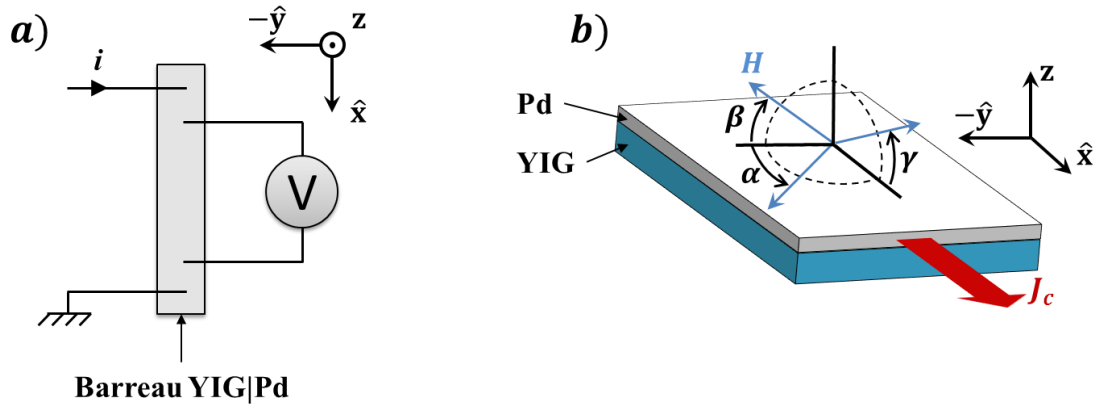 a)
−ŷ
z
x̂
i
V
Barreau YIG|Pd
b)
H
Pd
YIG
β
α
γ
z
−ŷ
x̂
J_c